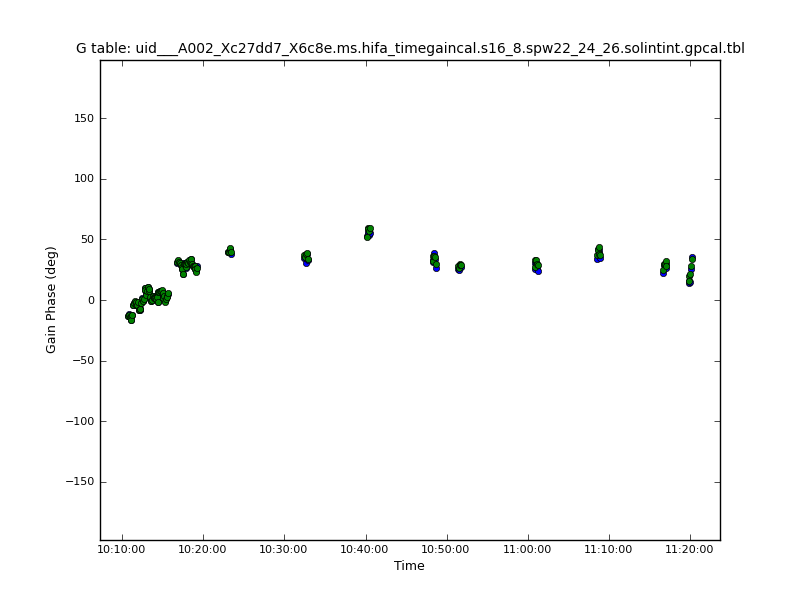 G table: uid___A002_Xc27dd7_X6c8e.ms.hifa_timegaincal.s16_8.spw22_24_26.solintint.gpcal.tbl
Gain Phase (deg)
150
100
50
0
−50
−100
−150
10:10:00 10:20:00 10:30:00 10:40:00 10:50:00 11:00:00 11:10:00 11:20:00
Time